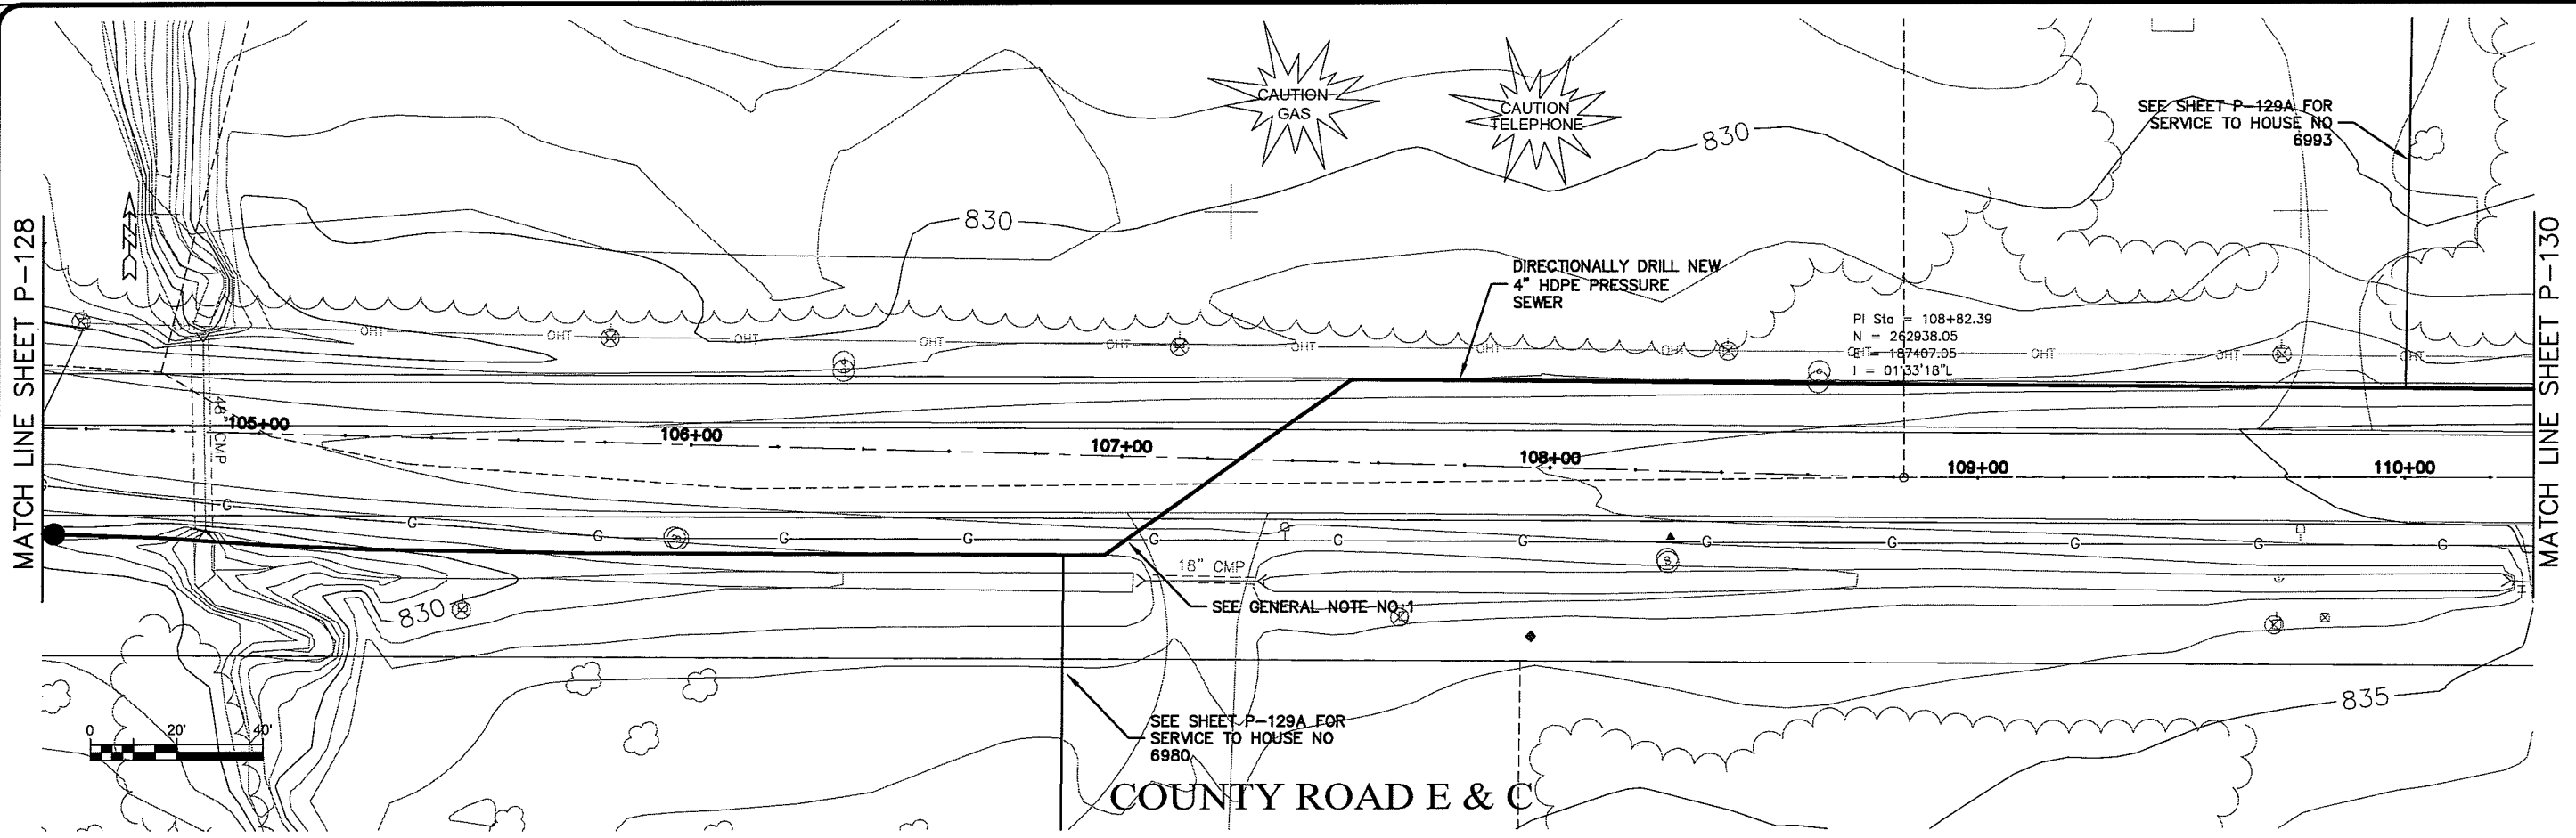 CAUTION
GAS
CAUTION
TELEPHONE
830
SEE SHEET P-129A FOR
SERVICE TO HOUSE NO
6993
830
MATCH LINE SHEET P-128
N
DIRECTIONALLY DRILL NEW
4" HDPE PRESSURE
SEWER
MATCH LINE SHEET P-130
PI Sta = 108+82.39
N = 262938.05
E = 187407.05
I = 01°33'18"L
OHT OHT OHT OHT OHT OHT OHT OHT OHT OHT OHT OHT
48" CMP
105+00
106+00
107+00
108+00
109+00
110+00
G G G G G G G G G G G G G
18" CMP
SEE GENERAL NOTE NO 1
830
835
0 20' 40'
SEE SHEET P-129A FOR
SERVICE TO HOUSE NO
6980
COUNTY ROAD E & C